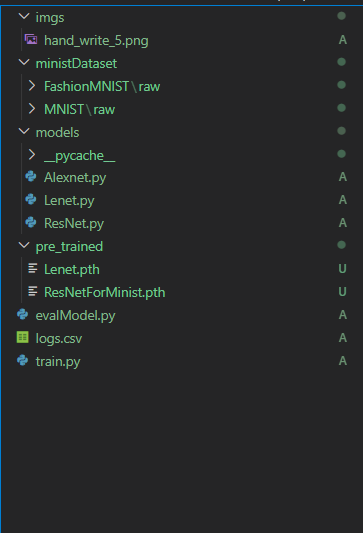 imgs
hand_write_5.png A
ministDataset
FashionMNIST\raw
MNIST\raw
models
__pycache__
Alexnet.py A
Lenet.py A
ResNet.py A
pre_trained
Lenet.pth U
ResNetForMinist.pth U
evalModel.py A
logs.csv A
train.py A